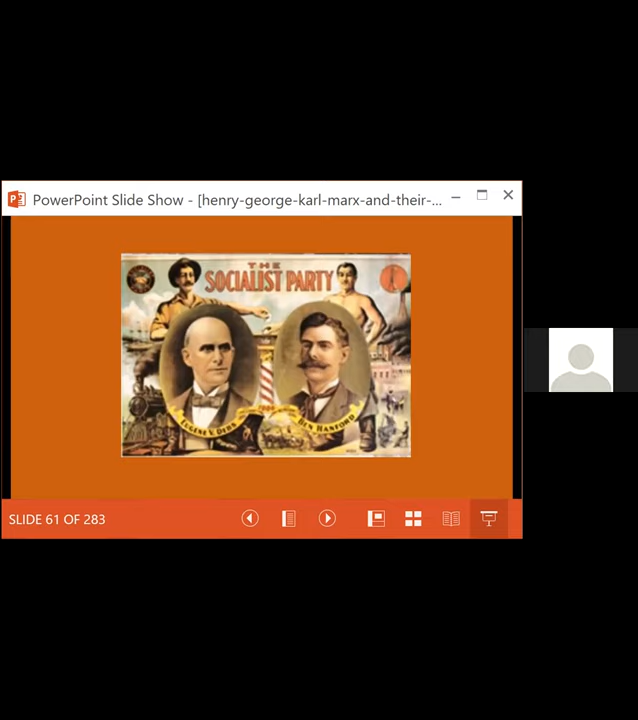 PowerPoint Slide Show - [henry-george-karl-marx-and-their-...
THE
SOCIALIST PARTY
EUGENE V. DEBS
BEN HANFORD
SLIDE 61 OF 283